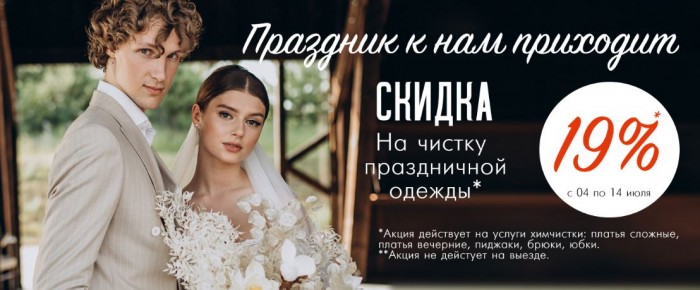 Праздник к нам приходит
СКИДКА
На чистку
праздничной
одежды*
19%*
с 04 по 14 июля
*Акция действует на услуги химчистки: платья сложные,
платья вечерние, пиджаки, брюки, юбки.
**Акция не дейстует на выезде.